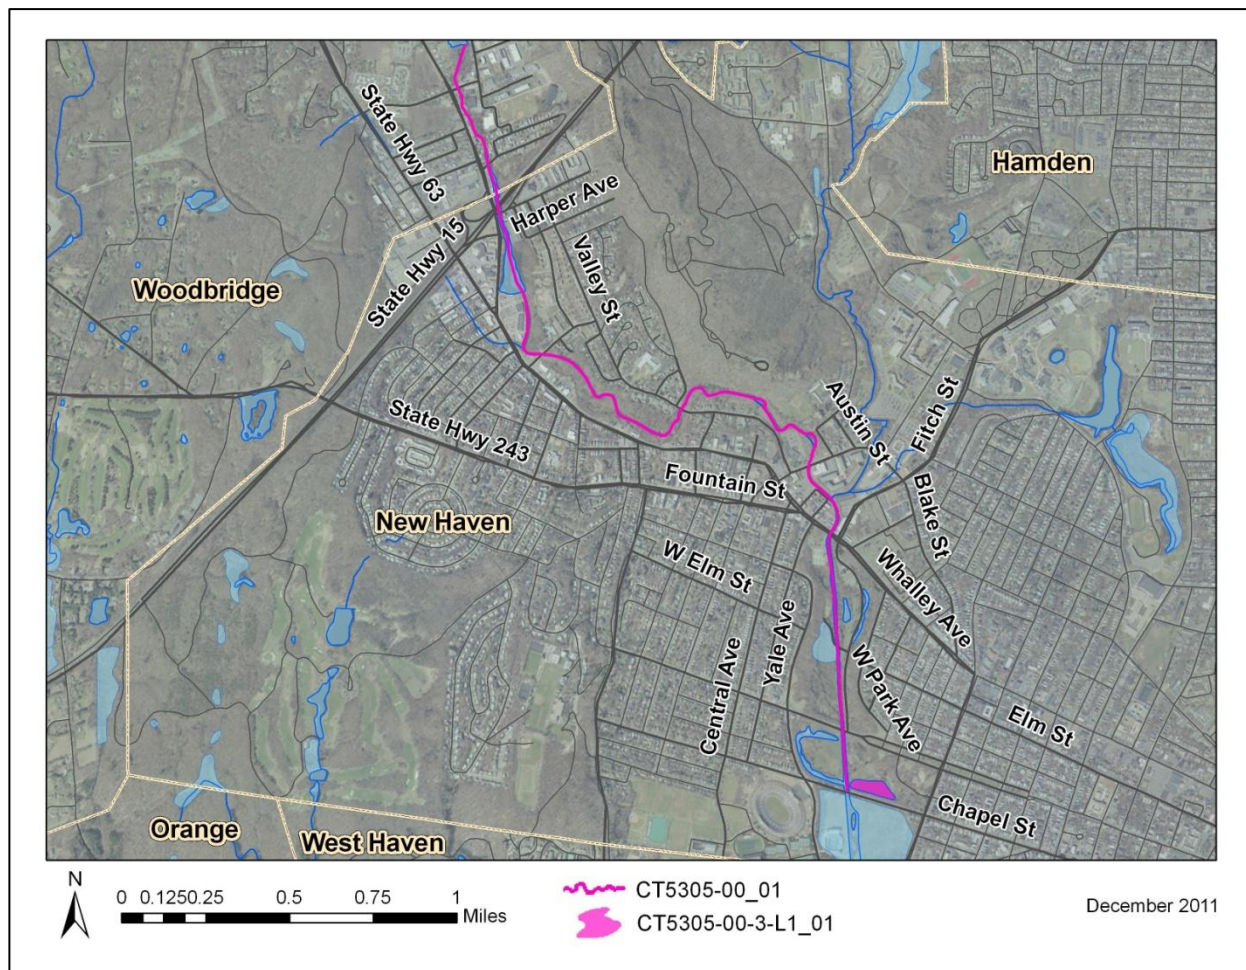 Hamden
State Hwy 63
Harper Ave
State Hwy 15
Valley St
Woodbridge
Austin St
Fitch St
State Hwy 243
Fountain St
Blake St
New Haven
W Elm St
Whalley Ave
Yale Ave
Central Ave
W Park Ave
Elm St
Chapel St
Orange
West Haven
N
0 0.1250.25 0.5 0.75 1
Miles
CT5305-00_01
CT5305-00-3-L1_01
December 2011